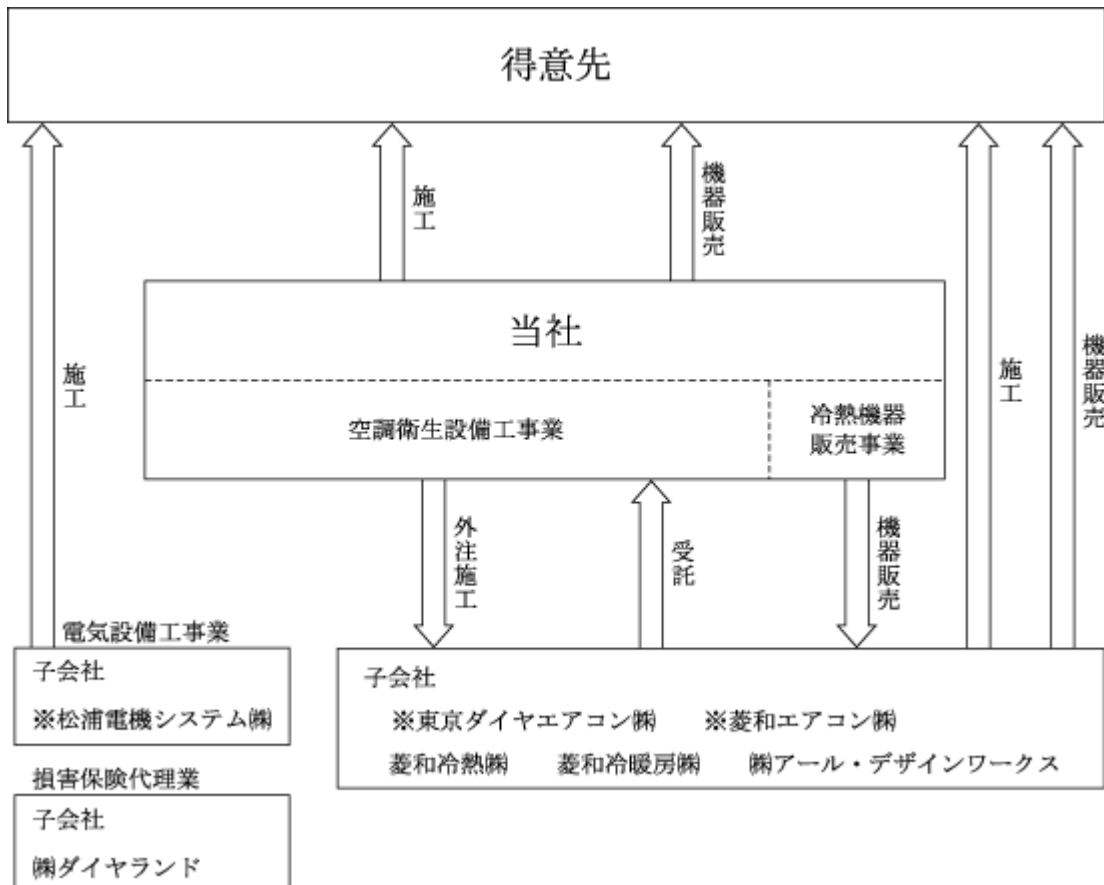 得意先
施工
機器販売
施工
施工
機器販売
当社
空調衛生設備工事業
冷熱機器
販売事業
外注施工
受託
機器販売
電気設備工事業
子会社
※松浦電機システム㈱
損害保険代理業
子会社
㈱ダイヤランド
子会社
※東京ダイヤエアコン㈱ ※菱和エアコン㈱
菱和冷熱㈱ 菱和冷暖房㈱ ㈱アール・デザインワークス